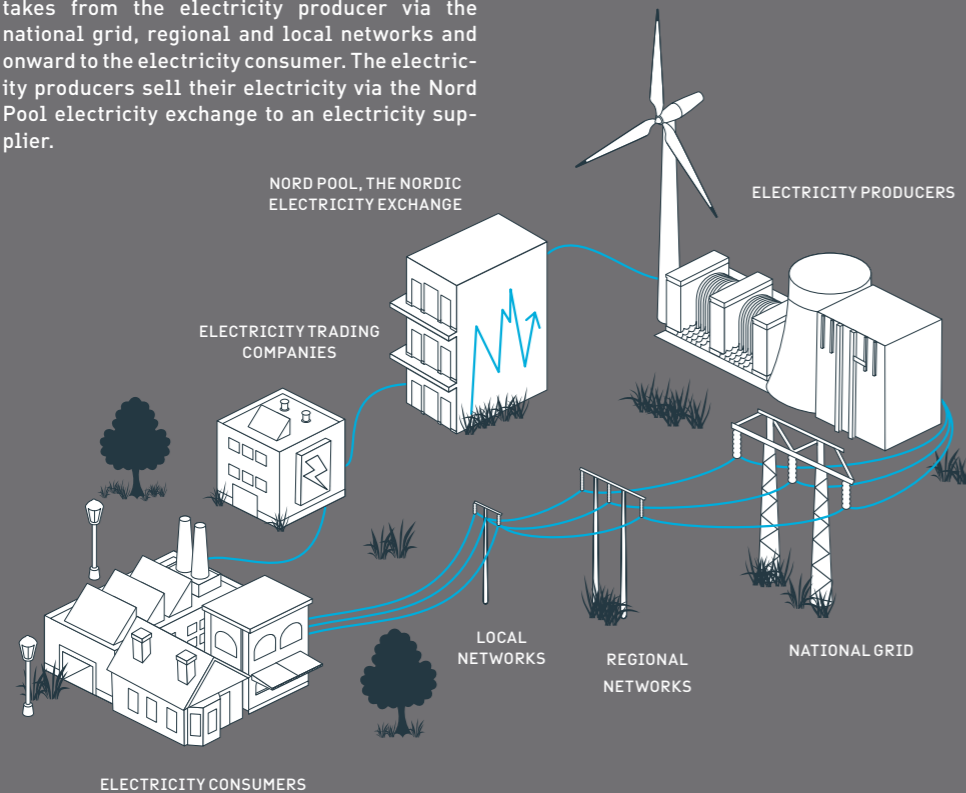 takes from the electricity producer via the
national grid, regional and local networks and
onward to the electricity consumer. The electric-
ity producers sell their electricity via the Nord
Pool electricity exchange to an electricity sup-
plier.
NORD POOL, THE NORDIC
ELECTRICITY EXCHANGE
ELECTRICITY PRODUCERS
ELECTRICITY TRADING
COMPANIES
LOCAL
NETWORKS
REGIONAL
NETWORKS
NATIONAL GRID
ELECTRICITY CONSUMERS